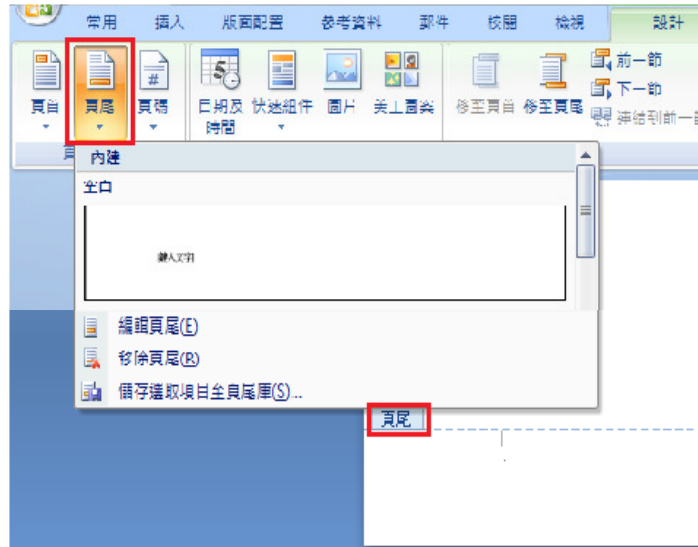 常用 插入 版面配置 參考資料 郵件 校閱 檢視 設計
頁首 頁尾 頁碼 日期及時間 快速組件 圖片 美工圖案 移至頁首 移至頁尾 前一節
下一節
連結到前一節
頁
內建
空白
鍵入文字
編輯頁尾(E)
移除頁尾(R)
儲存選取項目至頁尾庫(S)...
頁尾